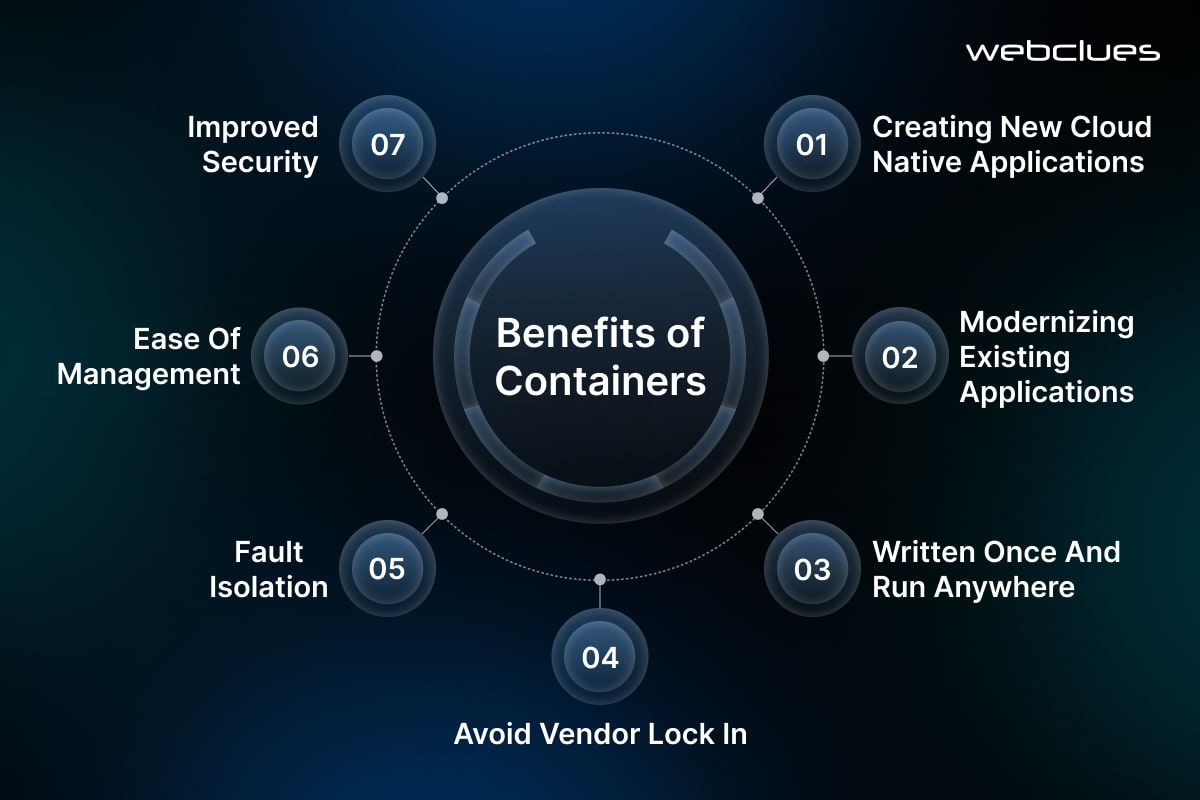 webclues
Benefits of
Containers
01
Creating New Cloud
Native Applications
02
Modernizing
Existing
Applications
03
Written Once And
Run Anywhere
04
Avoid Vendor Lock In
05
Fault
Isolation
06
Ease Of
Management
07
Improved
Security